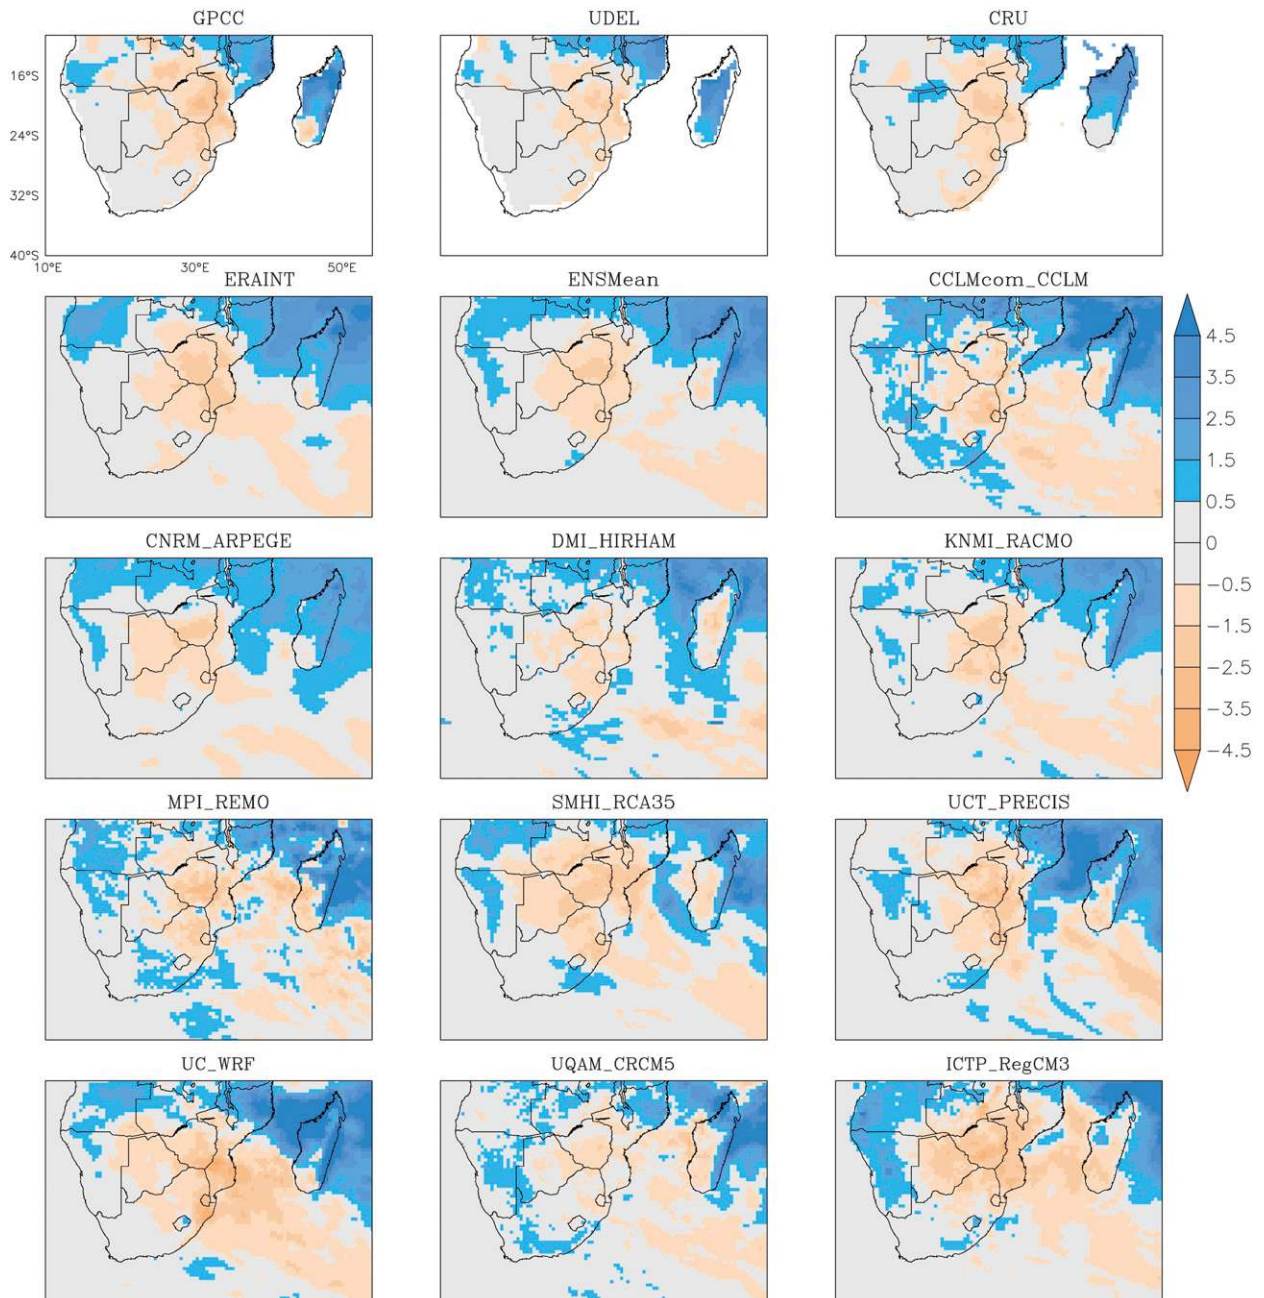 GPCC UDEL CRU
16°S
24°S
32°S
40°S
10°E 30°E 50°E
ERAINT ENSMean CCLMcom_CCLM
4.5
3.5
2.5
1.5
0.5
0
−0.5
−1.5
−2.5
−3.5
−4.5
CNRM_ARPEGE DMI_HIRHAM KNMI_RACMO
MPI_REMO SMHI_RCA35 UCT_PRECIS
UC_WRF UQAM_CRCM5 ICTP_RegCM3